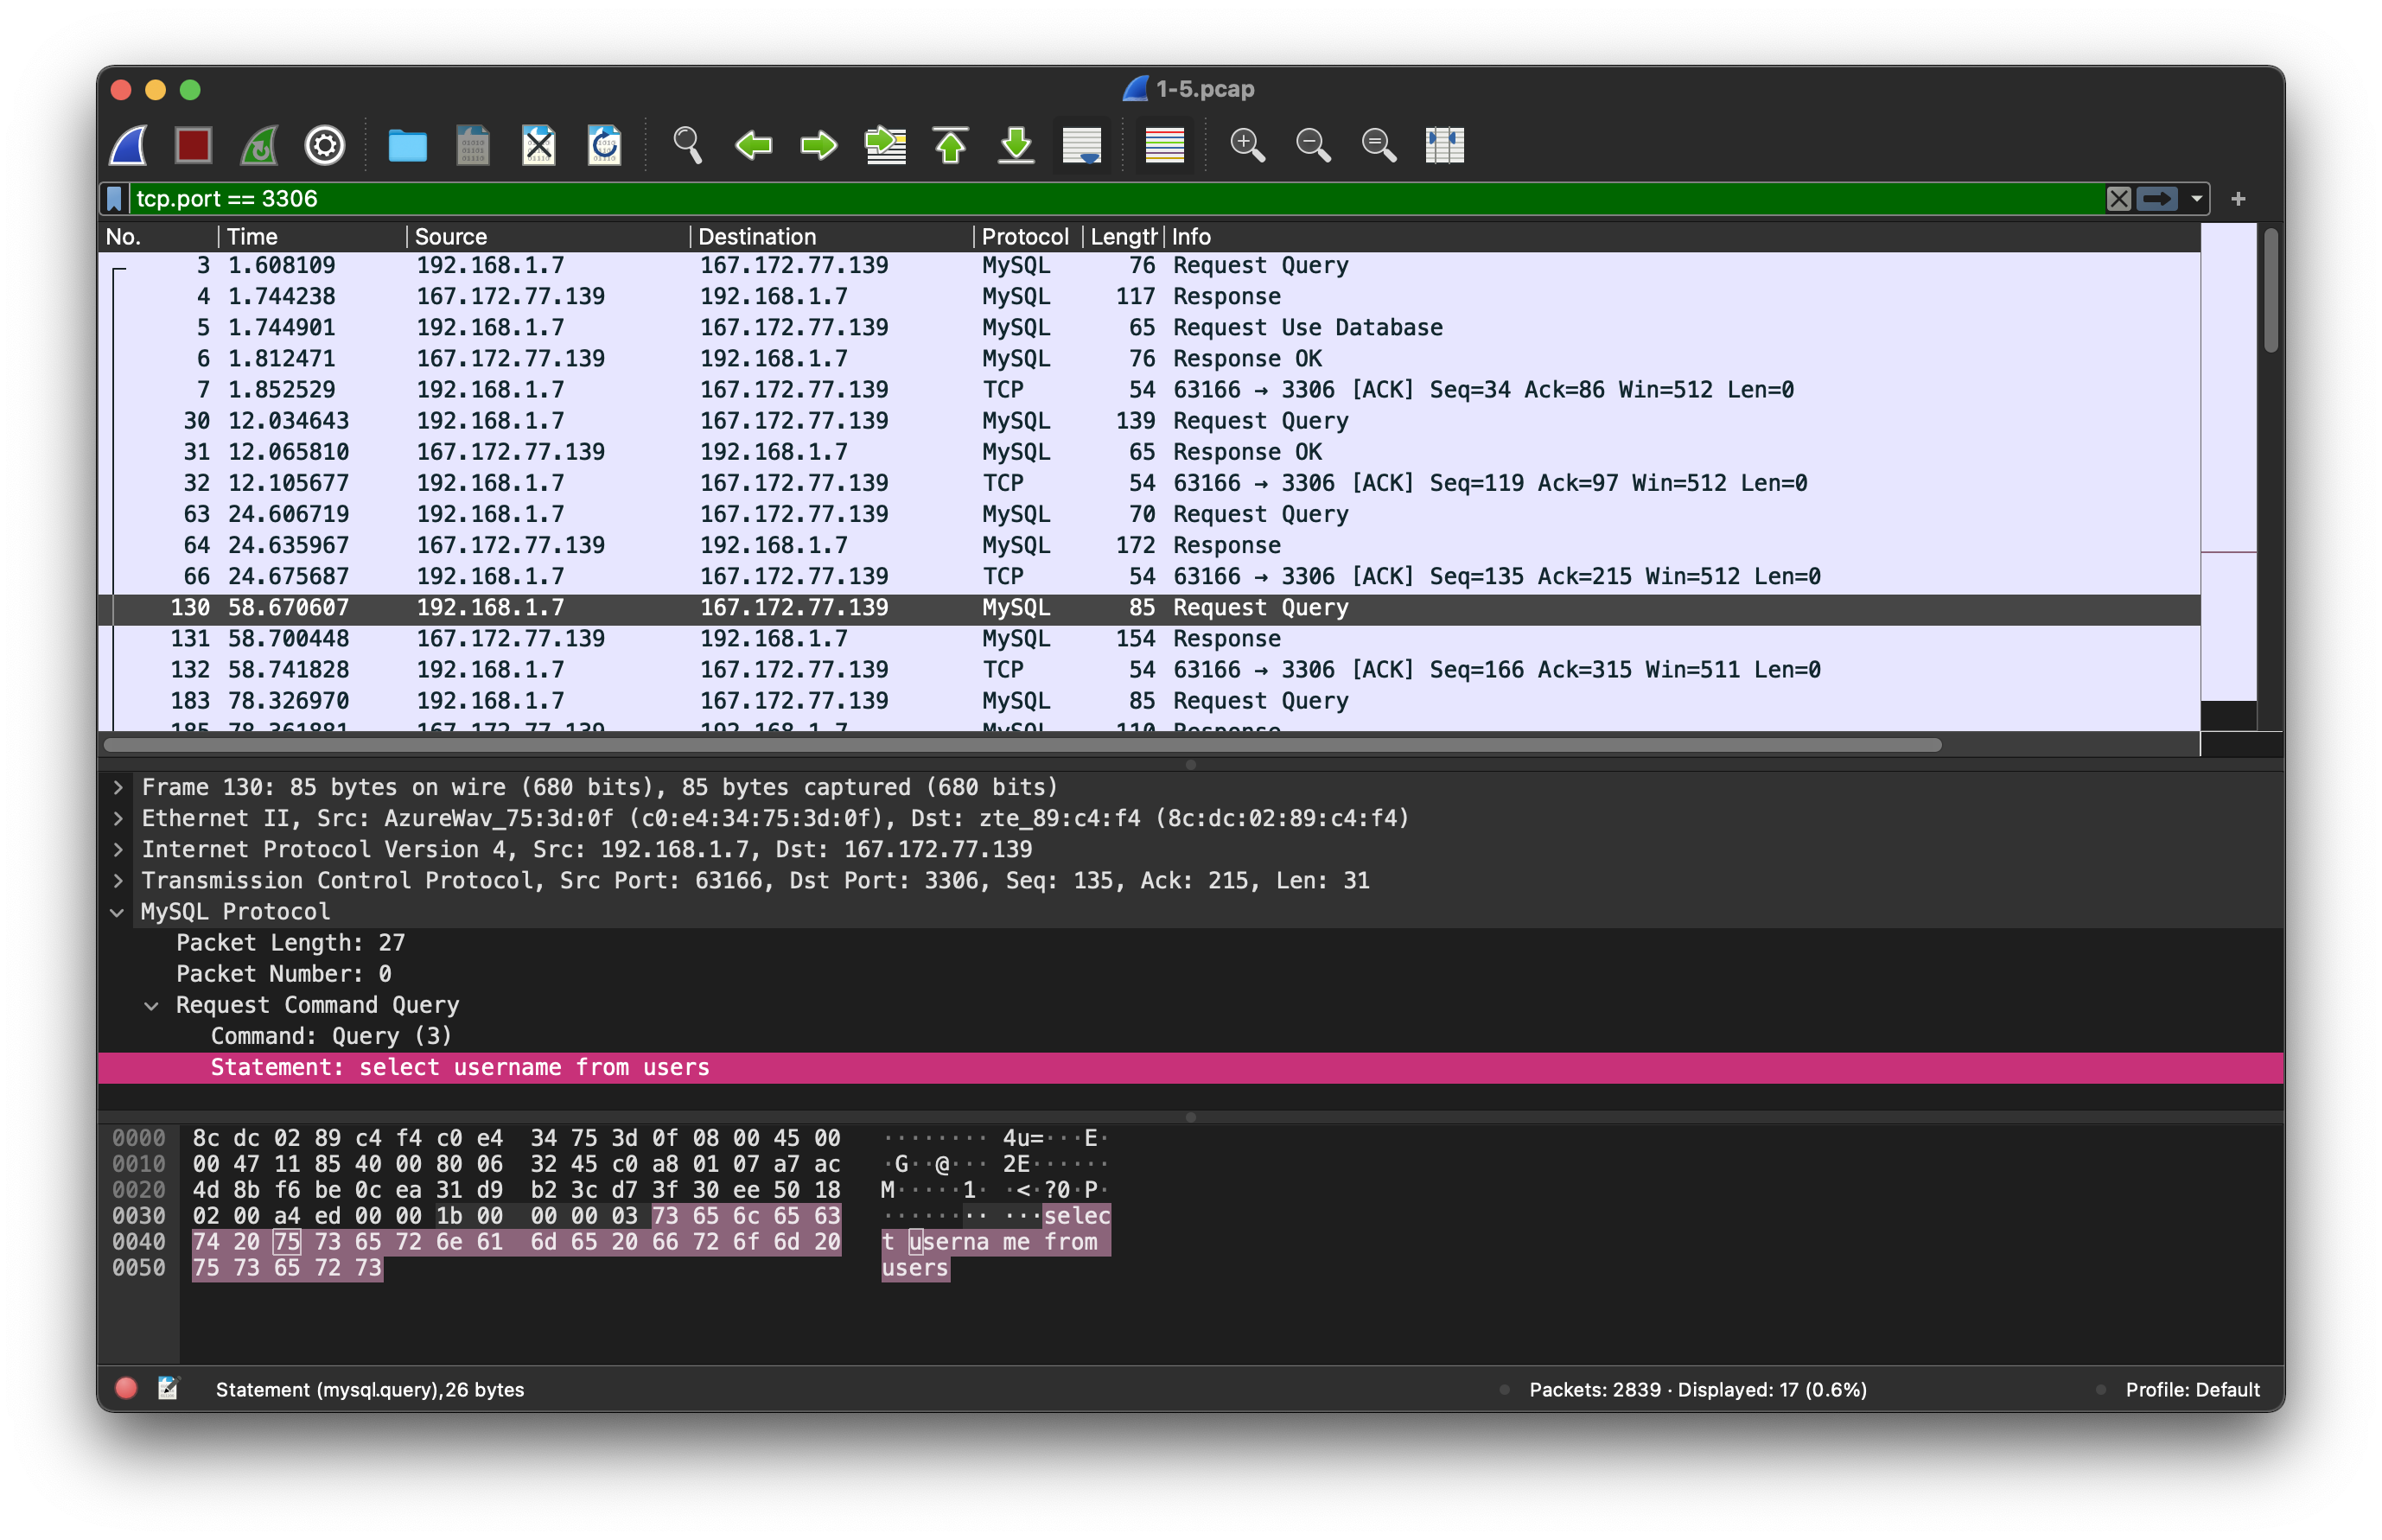 1-5.pcap
tcp.port == 3306
No. Time Source Destination Protocol Length Info
3 1.608109 192.168.1.7 167.172.77.139 MySQL 76 Request Query
4 1.744238 167.172.77.139 192.168.1.7 MySQL 117 Response
5 1.744901 192.168.1.7 167.172.77.139 MySQL 65 Request Use Database
6 1.812471 167.172.77.139 192.168.1.7 MySQL 76 Response OK
7 1.852529 192.168.1.7 167.172.77.139 TCP 54 63166 → 3306 [ACK] Seq=34 Ack=86 Win=512 Len=0
30 12.034643 192.168.1.7 167.172.77.139 MySQL 139 Request Query
31 12.065810 167.172.77.139 192.168.1.7 MySQL 65 Response OK
32 12.105677 192.168.1.7 167.172.77.139 TCP 54 63166 → 3306 [ACK] Seq=119 Ack=97 Win=512 Len=0
63 24.606719 192.168.1.7 167.172.77.139 MySQL 70 Request Query
64 24.635967 167.172.77.139 192.168.1.7 MySQL 172 Response
66 24.675687 192.168.1.7 167.172.77.139 TCP 54 63166 → 3306 [ACK] Seq=135 Ack=215 Win=512 Len=0
130 58.670607 192.168.1.7 167.172.77.139 MySQL 85 Request Query
131 58.700448 167.172.77.139 192.168.1.7 MySQL 154 Response
132 58.741828 192.168.1.7 167.172.77.139 TCP 54 63166 → 3306 [ACK] Seq=166 Ack=315 Win=511 Len=0
183 78.326970 192.168.1.7 167.172.77.139 MySQL 85 Request Query
185 78.361881 167.172.77.139 192.168.1.7 MySQL 110 Response
Frame 130: 85 bytes on wire (680 bits), 85 bytes captured (680 bits)
Ethernet II, Src: AzureWav_75:3d:0f (c0:e4:34:75:3d:0f), Dst: zte_89:c4:f4 (8c:dc:02:89:c4:f4)
Internet Protocol Version 4, Src: 192.168.1.7, Dst: 167.172.77.139
Transmission Control Protocol, Src Port: 63166, Dst Port: 3306, Seq: 135, Ack: 215, Len: 31
MySQL Protocol
Packet Length: 27
Packet Number: 0
Request Command Query
Command: Query (3)
Statement: select username from users
0000 8c dc 02 89 c4 f4 c0 e4 34 75 3d 0f 08 00 45 00 ········ 4u=···E·
0010 00 47 11 85 40 00 80 06 32 45 c0 a8 01 07 a7 ac ·G··@··· 2E······
0020 4d 8b f6 be 0c ea 31 d9 b2 3c d7 3f 30 ee 50 18 M·····1· ·<·?0·P·
0030 02 00 a4 ed 00 00 1b 00 00 00 03 73 65 6c 65 63 ········ ···selec
0040 74 20 75 73 65 72 6e 61 6d 65 20 66 72 6f 6d 20 t userna me from
0050 75 73 65 72 73 users
Statement (mysql.query),26 bytes Packets: 2839 · Displayed: 17 (0.6%) Profile: Default